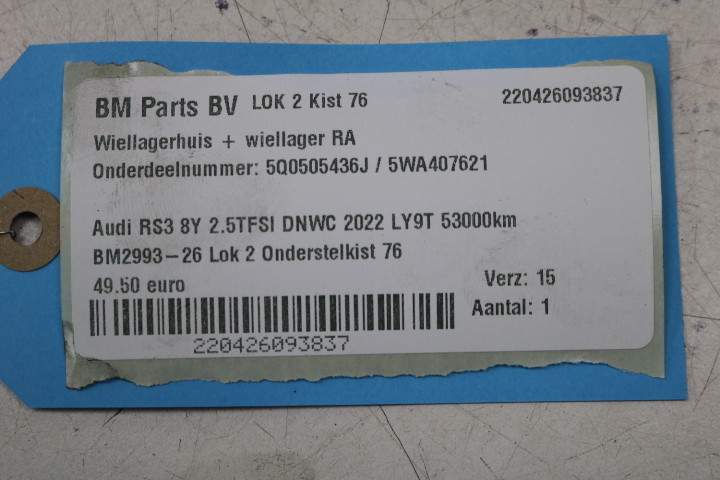 BM Parts BV LOK 2 Kist 76 220426093837
Wiellagerhuis + wiellager RA
Onderdeelnummer: 5Q0505436J / 5WA407621
Audi RS3 8Y 2.5TFSI DNWC 2022 LY9T 53000km
BM2993-26 Lok 2 Onderstelkist 76
49.50 euro Verz: 15
Aantal: 1
220426093837